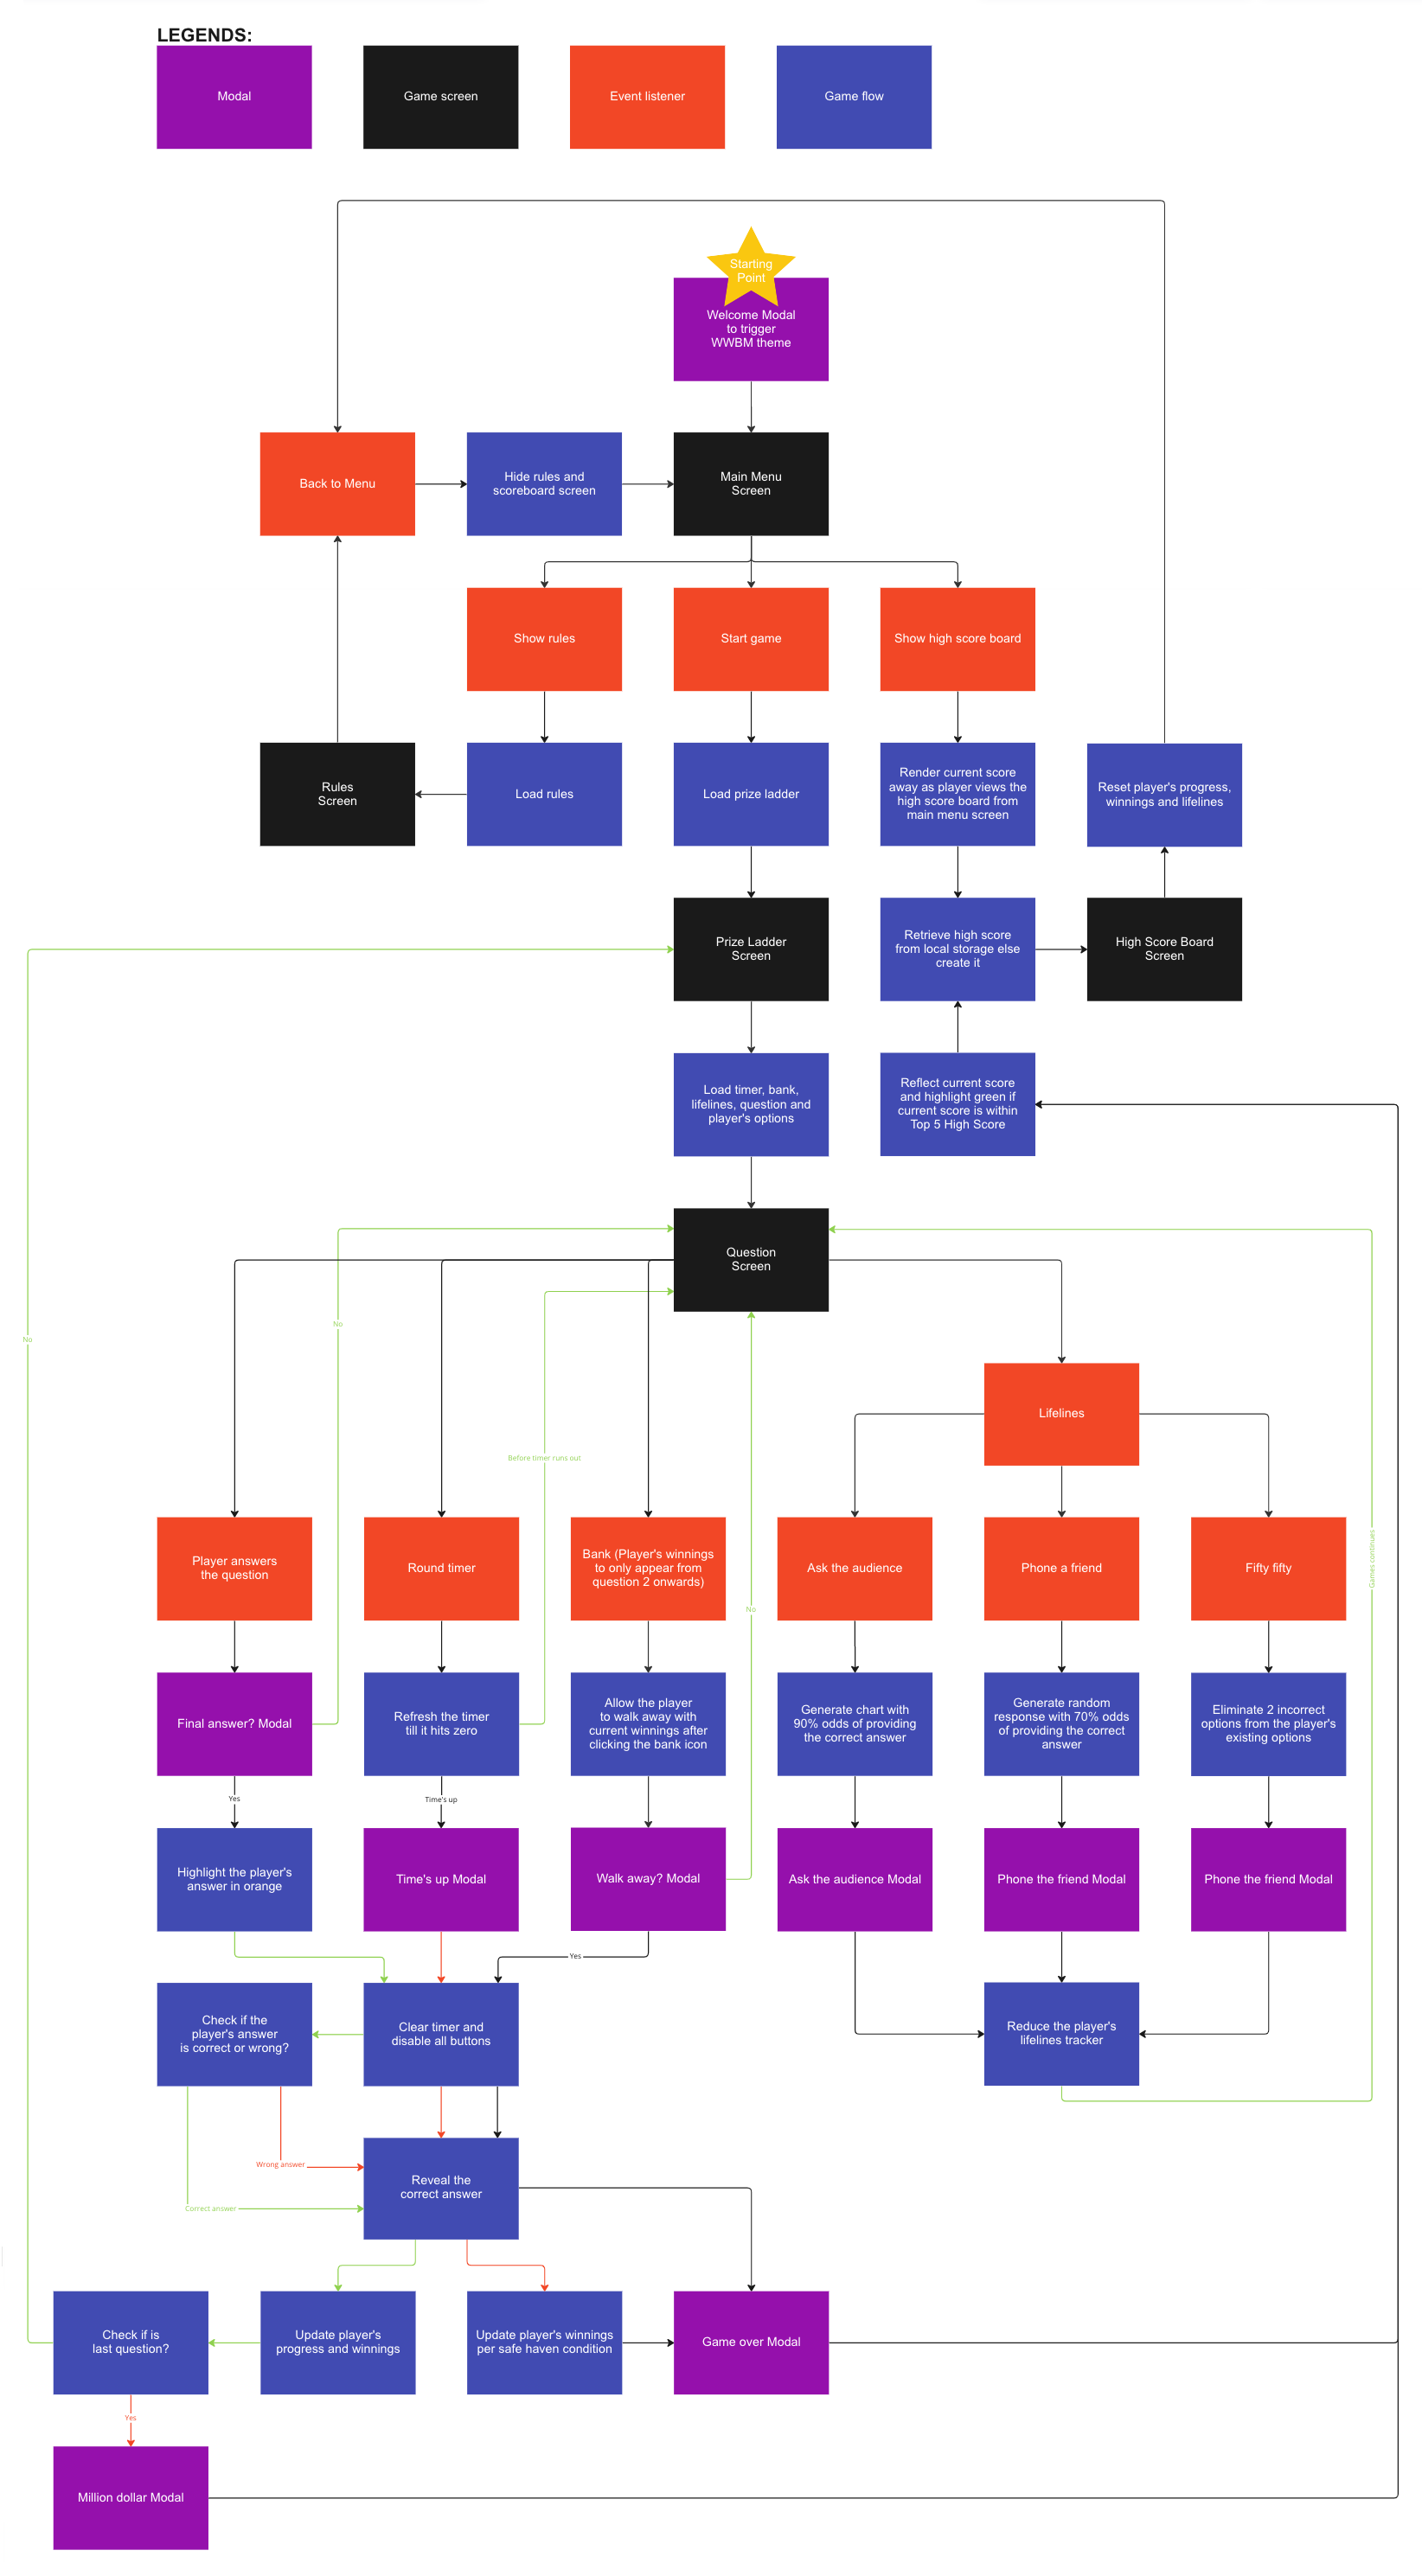 LEGENDS:
Modal
Game screen
Event listener
Game flow
Starting
Point
Welcome Modal
to trigger
WWBM theme
Back to Menu
Hide rules and
scoreboard screen
Main Menu
Screen
Show rules
Start game
Show high score board
Rules
Screen
Load rules
Load prize ladder
Render current score
away as player views the
high score board from
main menu screen
Reset player's progress,
winnings and lifelines
Prize Ladder
Screen
Retrieve high score
from local storage else
create it
High Score Board
Screen
Load timer, bank,
lifelines, question and
player's options
Reflect current score
and highlight green if
current score is within
Top 5 High Score
Question
Screen
No
No
Lifelines
Before timer runs out
Games continues
Player answers
the question
Round timer
Bank (Player's winnings
to only appear from
question 2 onwards)
No
Ask the audience
Phone a friend
Fifty fifty
Final answer? Modal
Refresh the timer
till it hits zero
Allow the player
to walk away with
current winnings after
clicking the bank icon
Generate chart with
90% odds of providing
the correct answer
Generate random
response with 70% odds
of providing the correct
answer
Eliminate 2 incorrect
options from the player's
existing options
Yes
Time's up
Highlight the player's
answer in orange
Time's up Modal
Walk away? Modal
Ask the audience Modal
Phone the friend Modal
Phone the friend Modal
Yes
Check if the
player's answer
is correct or wrong?
Clear timer and
disable all buttons
Reduce the player's
lifelines tracker
Wrong answer
Correct answer
Reveal the
correct answer
Check if is
last question?
Update player's
progress and winnings
Update player's winnings
per safe haven condition
Game over Modal
Yes
Million dollar Modal